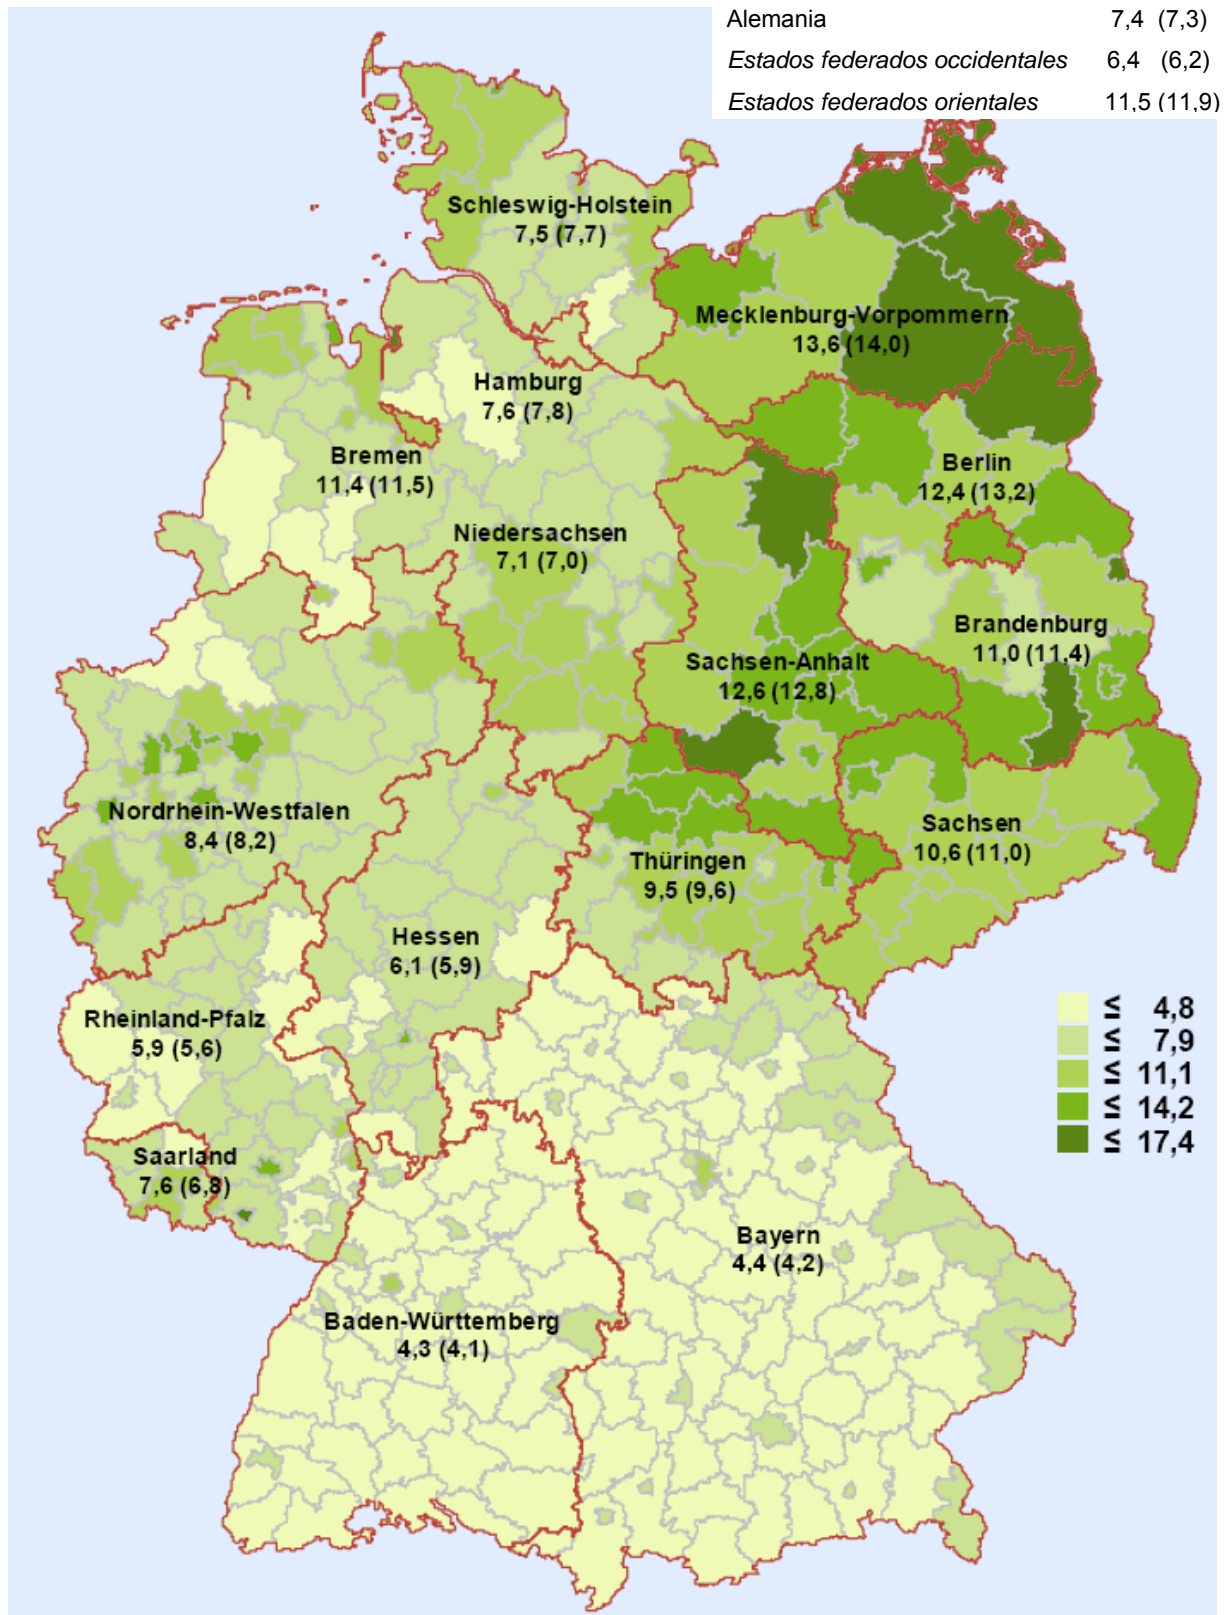 Alemania 7,4 (7,3)
Estados federados occidentales 6,4 (6,2)
Estados federados orientales 11,5 (11,9)
Schleswig-Holstein
7,5 (7,7)
Mecklenburg-Vorpommern
13,6 (14,0)
Hamburg
7,6 (7,8)
Bremen
11,4 (11,5)
Berlin
12,4 (13,2)
Niedersachsen
7,1 (7,0)
Brandenburg
11,0 (11,4)
Sachsen-Anhalt
12,6 (12,8)
Nordrhein-Westfalen
8,4 (8,2)
Sachsen
10,6 (11,0)
Thüringen
9,5 (9,6)
Hessen
6,1 (5,9)
Rheinland-Pfalz
5,9 (5,6)
≤ 4,8
≤ 7,9
≤ 11,1
≤ 14,2
≤ 17,4
Saarland
7,6 (6,8)
Bayern
4,4 (4,2)
Baden-Württemberg
4,3 (4,1)